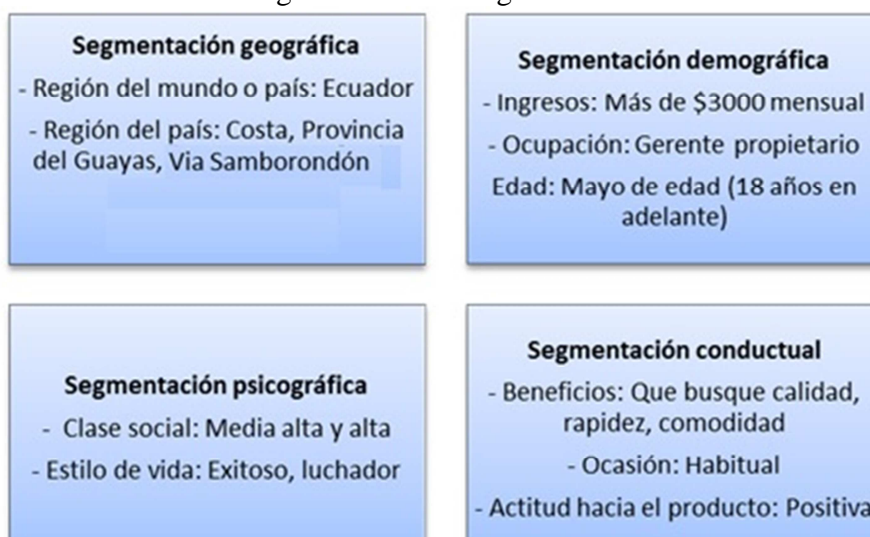 Segmentación geográfica
- Región del mundo o país: Ecuador
- Región del país: Costa, Provincia
del Guayas, Via Samborondón
Segmentación demográfica
- Ingresos: Más de $3000 mensual
- Ocupación: Gerente propietario
Edad: Mayo de edad (18 años en
adelante)
Segmentación psicográfica
- Clase social: Media alta y alta
- Estilo de vida: Exitoso, luchador
Segmentación conductual
- Beneficios: Que busque calidad,
rapidez, comodidad
- Ocasión: Habitual
- Actitud hacia el producto: Positiva